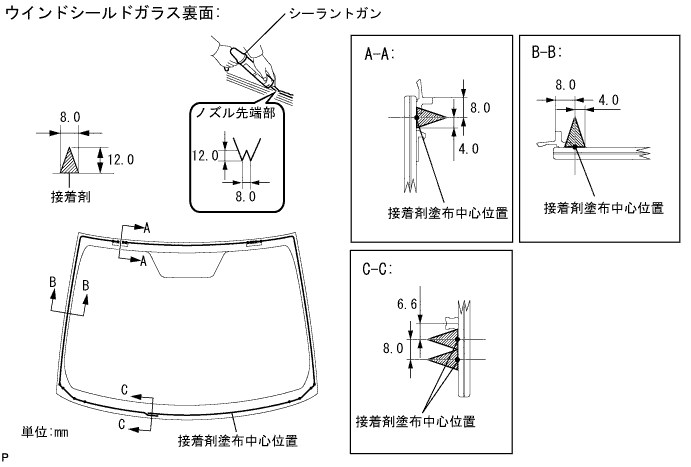 ウインドシールドガラス裏面:
シーラントガン
ノズル先端部
12.0
8.0
8.0
12.0
接着剤
A-A:
8.0
4.0
接着剤塗布中心位置
B-B:
8.0
4.0
接着剤塗布中心位置
A
A
B
B
C
C
接着剤塗布中心位置
単位:mm
C-C:
6.6
8.0
接着剤塗布中心位置
P